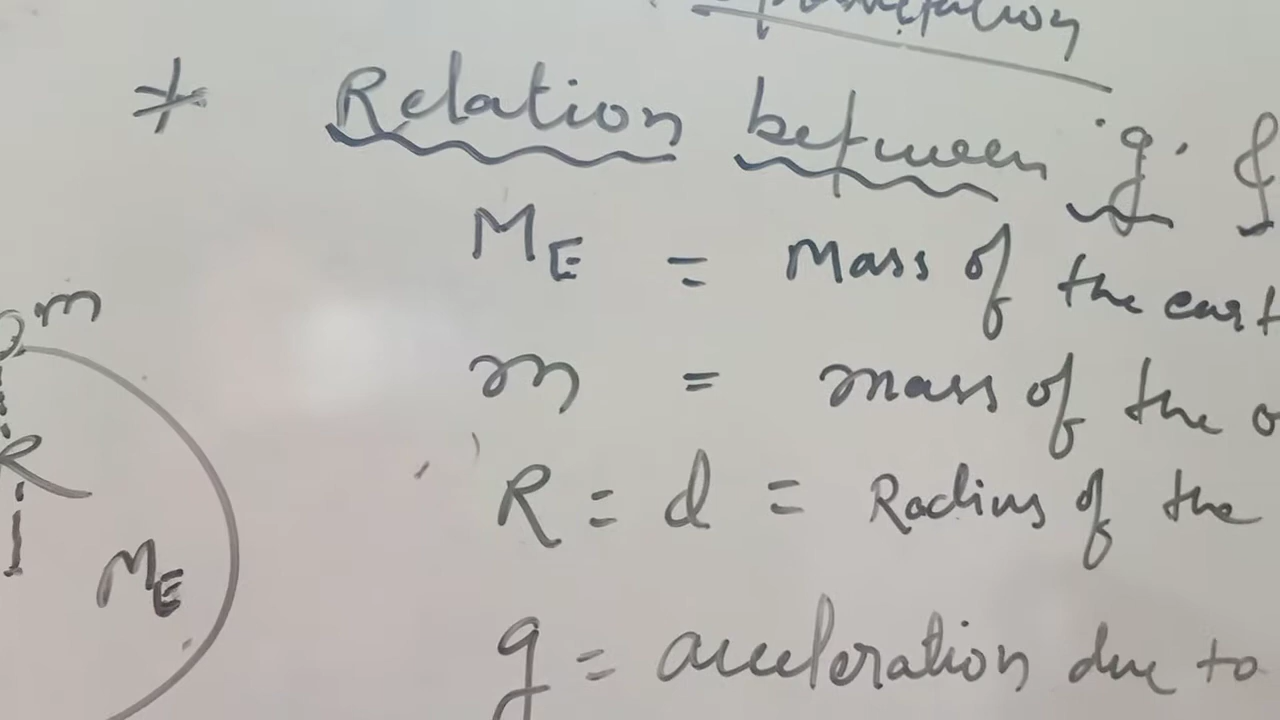 * Relation between 'g' &
M_E = Mass of the eart
m = mass of the o
R = d = Radius of the
g = acceleration due to
m
R
M_E